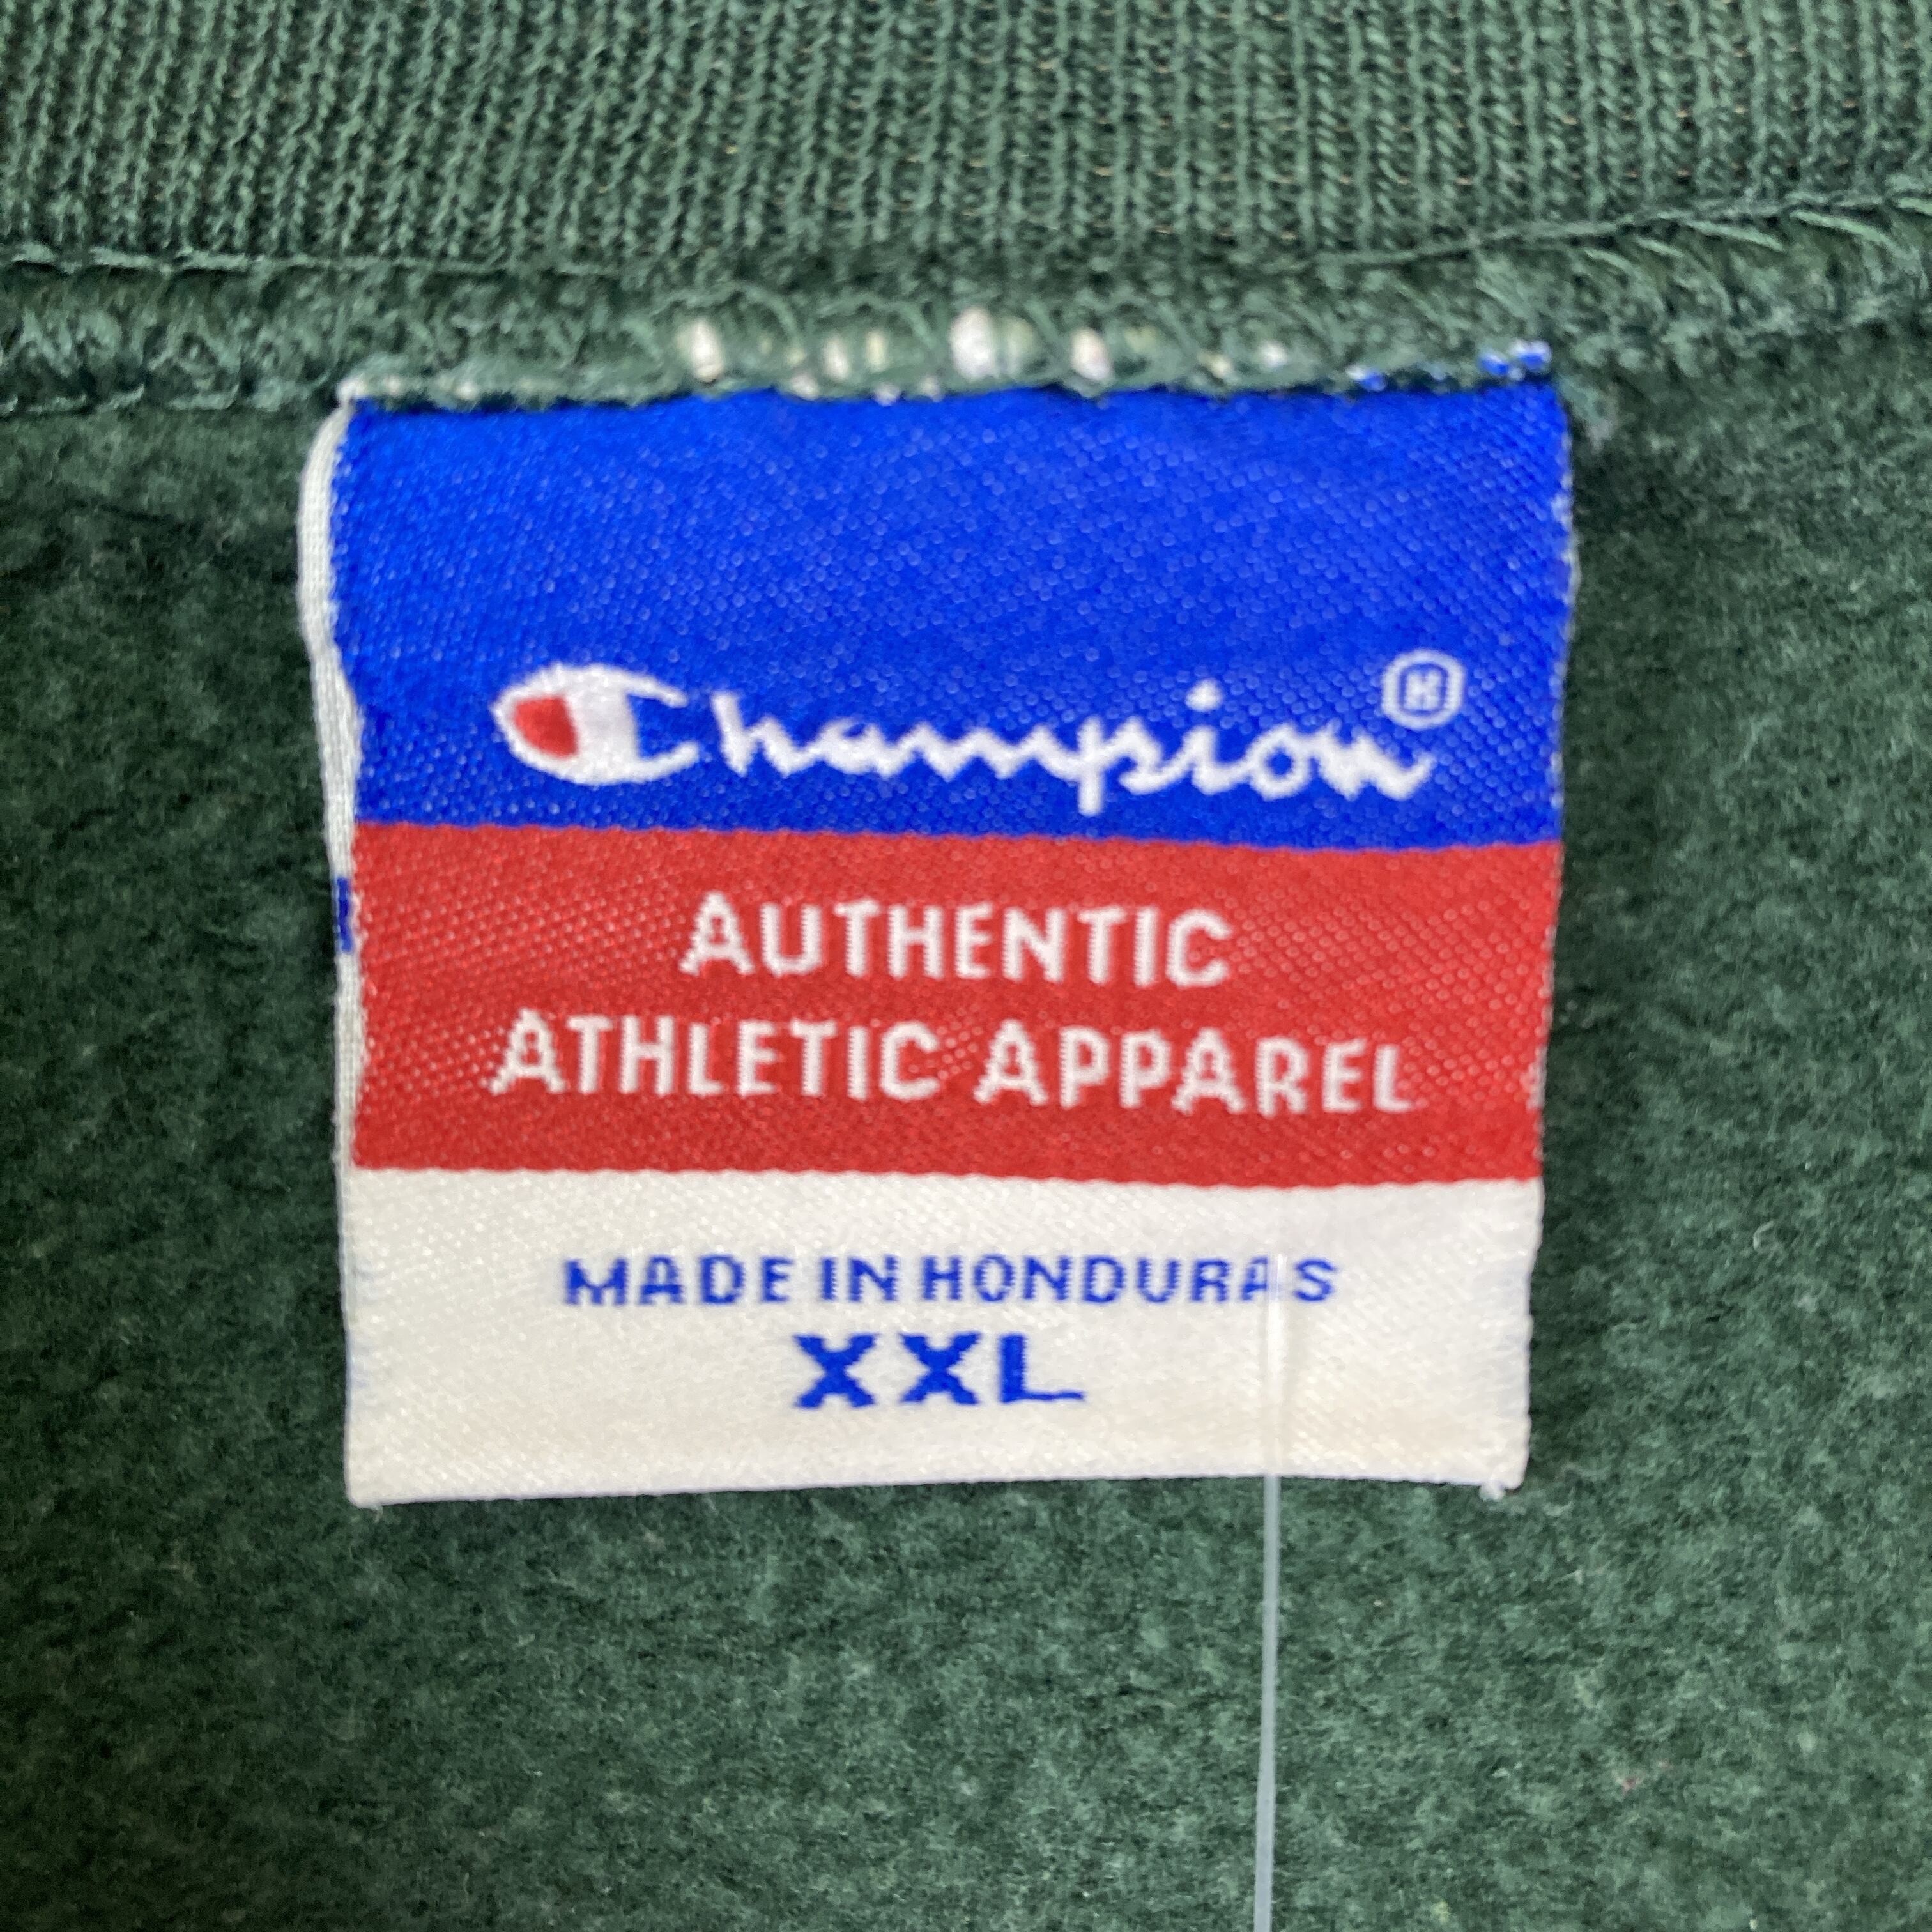 Champion®
AUTHENTIC
ATHLETIC APPAREL
MADE IN HONDURAS
XXL